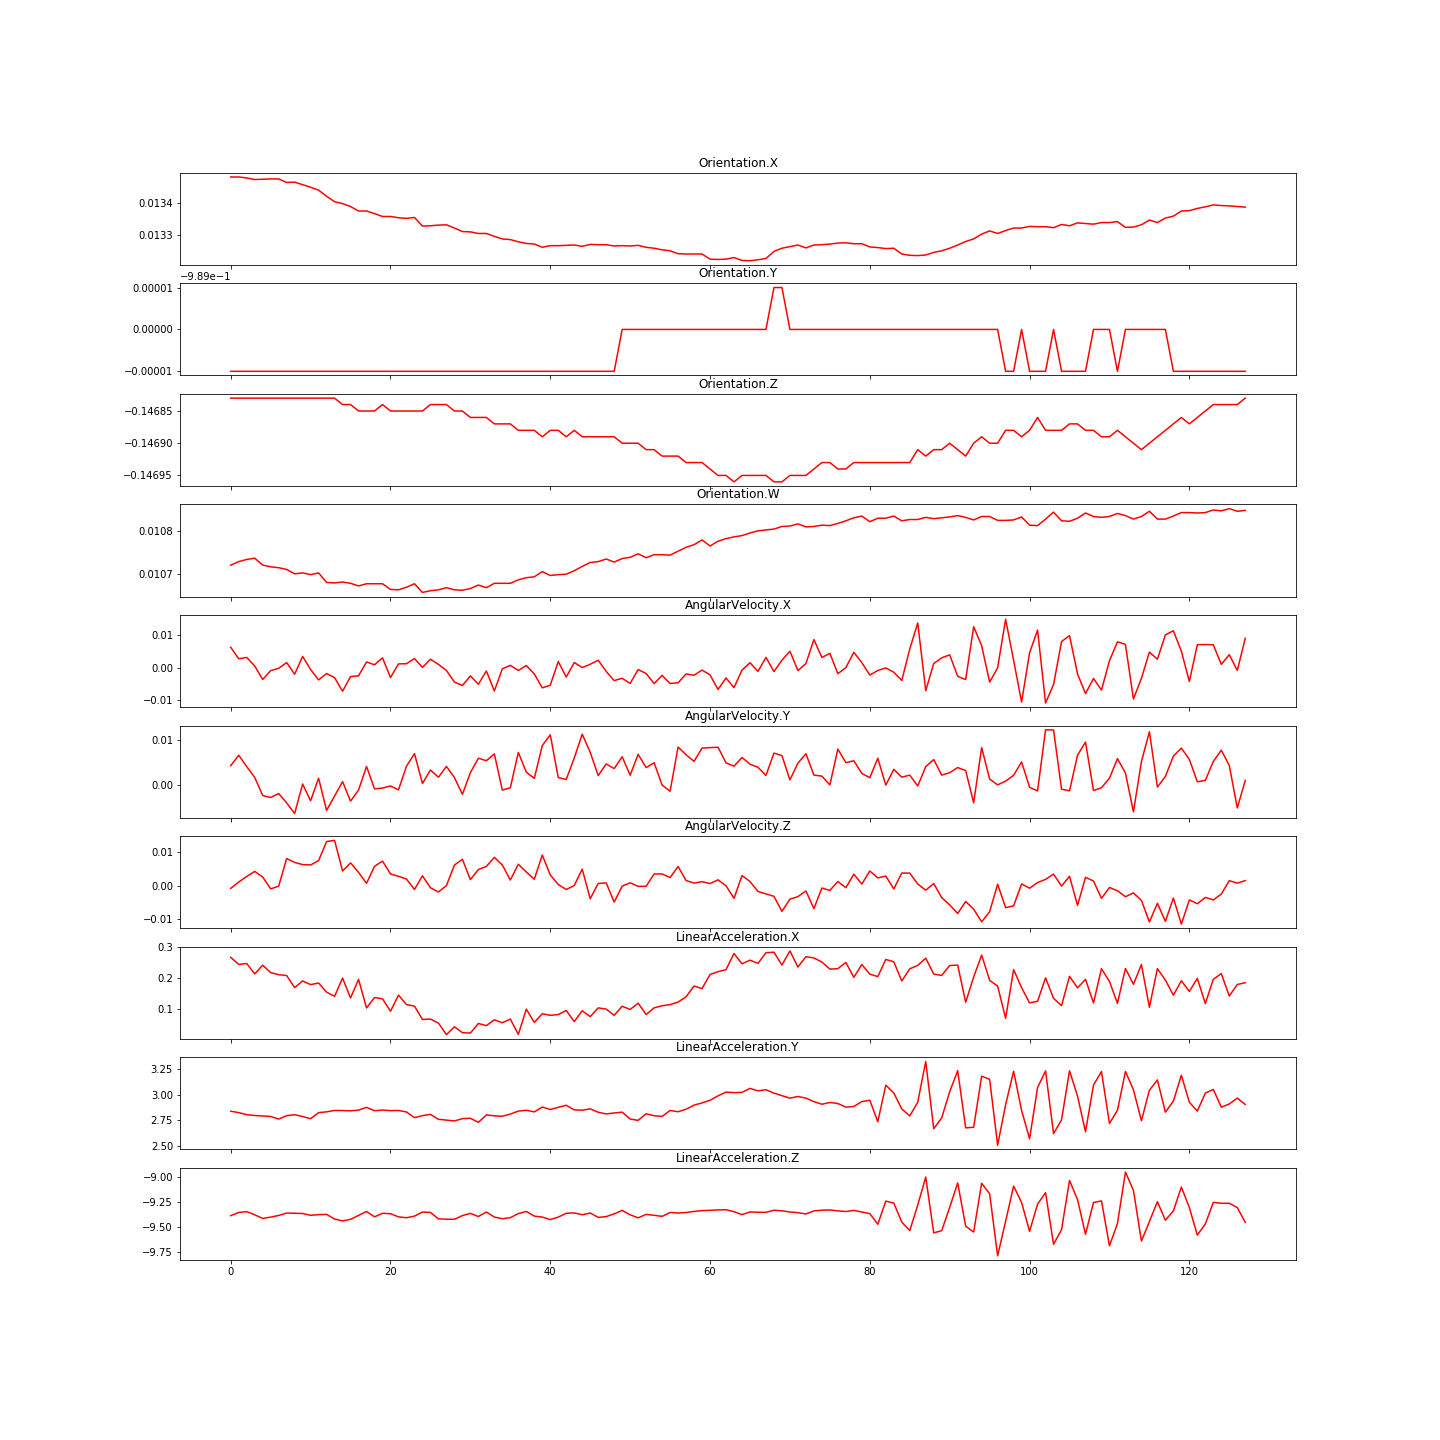 Orientation.X
0.0134
0.0133
−9.89e−1
Orientation.Y
0.00001
0.00000
−0.00001
Orientation.Z
−0.14685
−0.14690
−0.14695
Orientation.W
0.0108
0.0107
AngularVelocity.X
0.01
0.00
−0.01
AngularVelocity.Y
0.01
0.00
AngularVelocity.Z
0.01
0.00
−0.01
LinearAcceleration.X
0.3
0.2
0.1
LinearAcceleration.Y
3.25
3.00
2.75
2.50
LinearAcceleration.Z
−9.00
−9.25
−9.50
−9.75
0 20 40 60 80 100 120